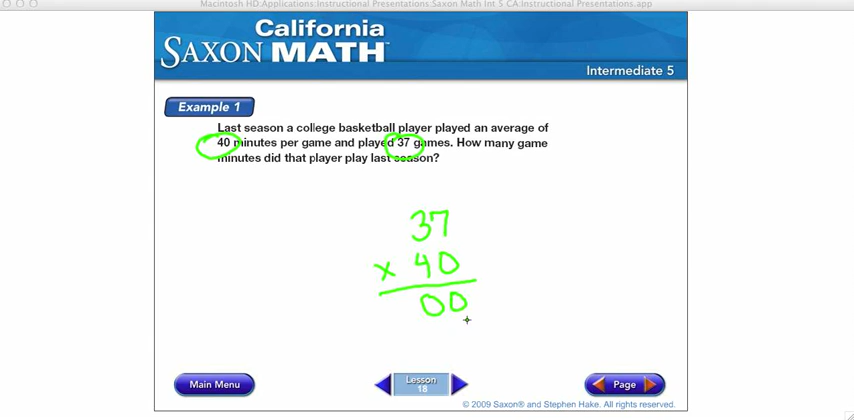 Macintosh HD:Applications:Instructional Presentations:Saxon Math Int 5 CA:Instructional Presentations.app
California
SAXON MATH
Intermediate 5
Example 1
Last season a college basketball player played an average of
40 minutes per game and played 37 games. How many game
minutes did that player play last season?
37
x 40
00
Main Menu
Lesson
18
Page
© 2009 Saxon® and Stephen Hake. All rights reserved.